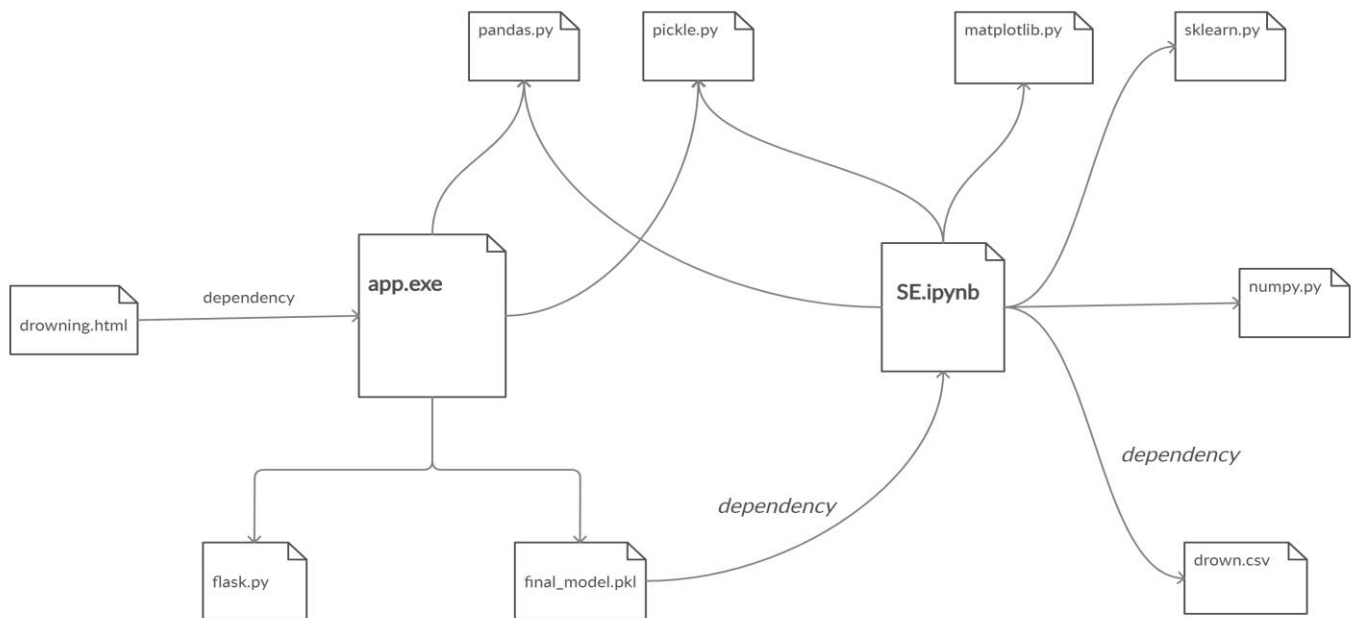 pandas.py
pickle.py
matplotlib.py
sklearn.py
app.exe
SE.ipynb
numpy.py
dependency
drowning.html
dependency
dependency
flask.py
final_model.pkl
drown.csv